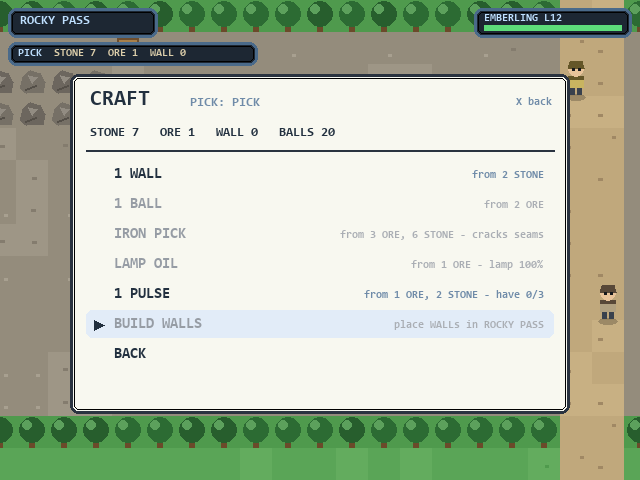 ROCKY PASS
EMBERLING L12
PICK STONE 7 ORE 1 WALL 0
CRAFT PICK: PICK X back
STONE 7 ORE 1 WALL 0 BALLS 20
1 WALL from 2 STONE
1 BALL from 2 ORE
IRON PICK from 3 ORE, 6 STONE - cracks seams
LAMP OIL from 1 ORE - lamp 100%
1 PULSE from 1 ORE, 2 STONE - have 0/3
BUILD WALLS place WALLs in ROCKY PASS
BACK